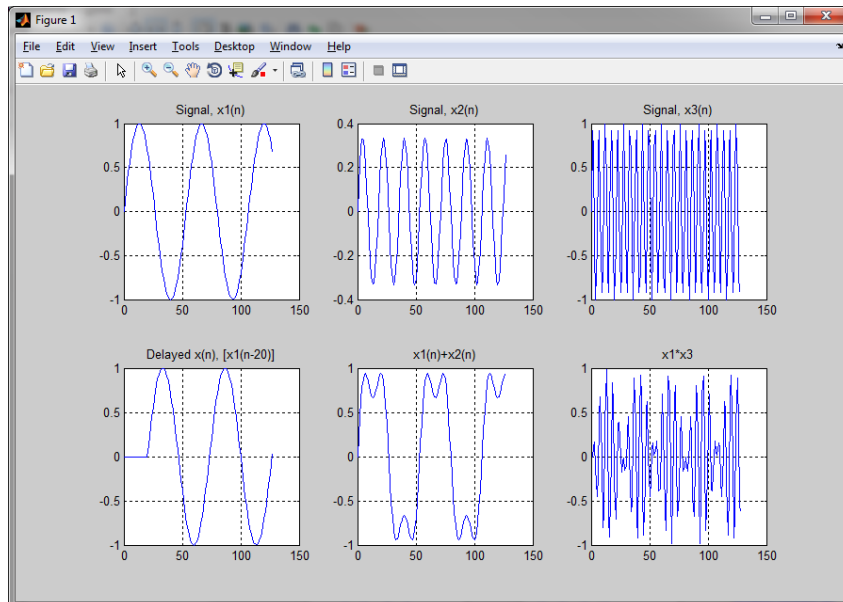 Figure 1
File Edit View Insert Tools Desktop Window Help
Signal, x1(n)
1
0.5
0
-0.5
-1
0 50 100 150
Signal, x2(n)
0.4
0.2
0
-0.2
-0.4
0 50 100 150
Signal, x3(n)
1
0.5
0
-0.5
-1
0 50 100 150
Delayed x(n), [x1(n-20)]
1
0.5
0
-0.5
-1
0 50 100 150
x1(n)+x2(n)
1
0.5
0
-0.5
-1
0 50 100 150
x1*x3
1
0.5
0
-0.5
-1
0 50 100 150